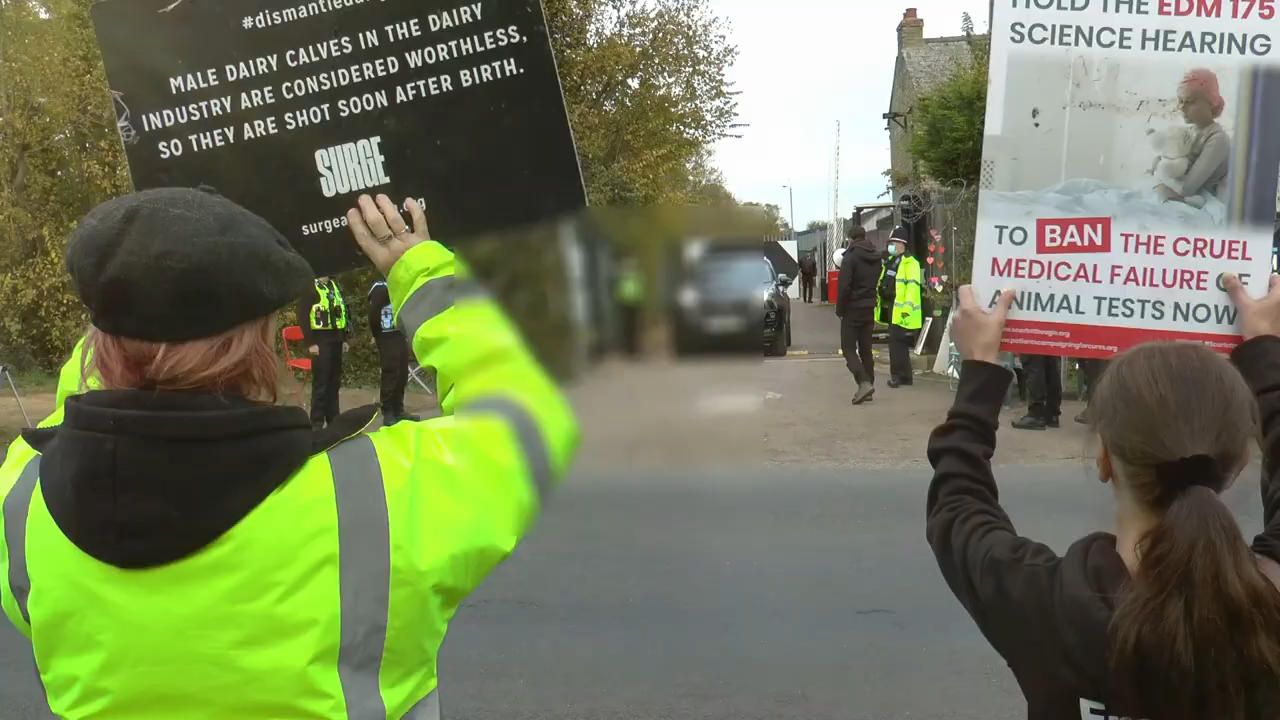 MALE DAIRY CALVES IN THE DAIRY
INDUSTRY ARE CONSIDERED WORTHLESS,
SO THEY ARE SHOT SOON AFTER BIRTH.
SURGE
HOLD THE EDM 175
SCIENCE HEARING
TO BAN THE CRUEL
MEDICAL FAILURE OF
ANIMAL TESTS NOW